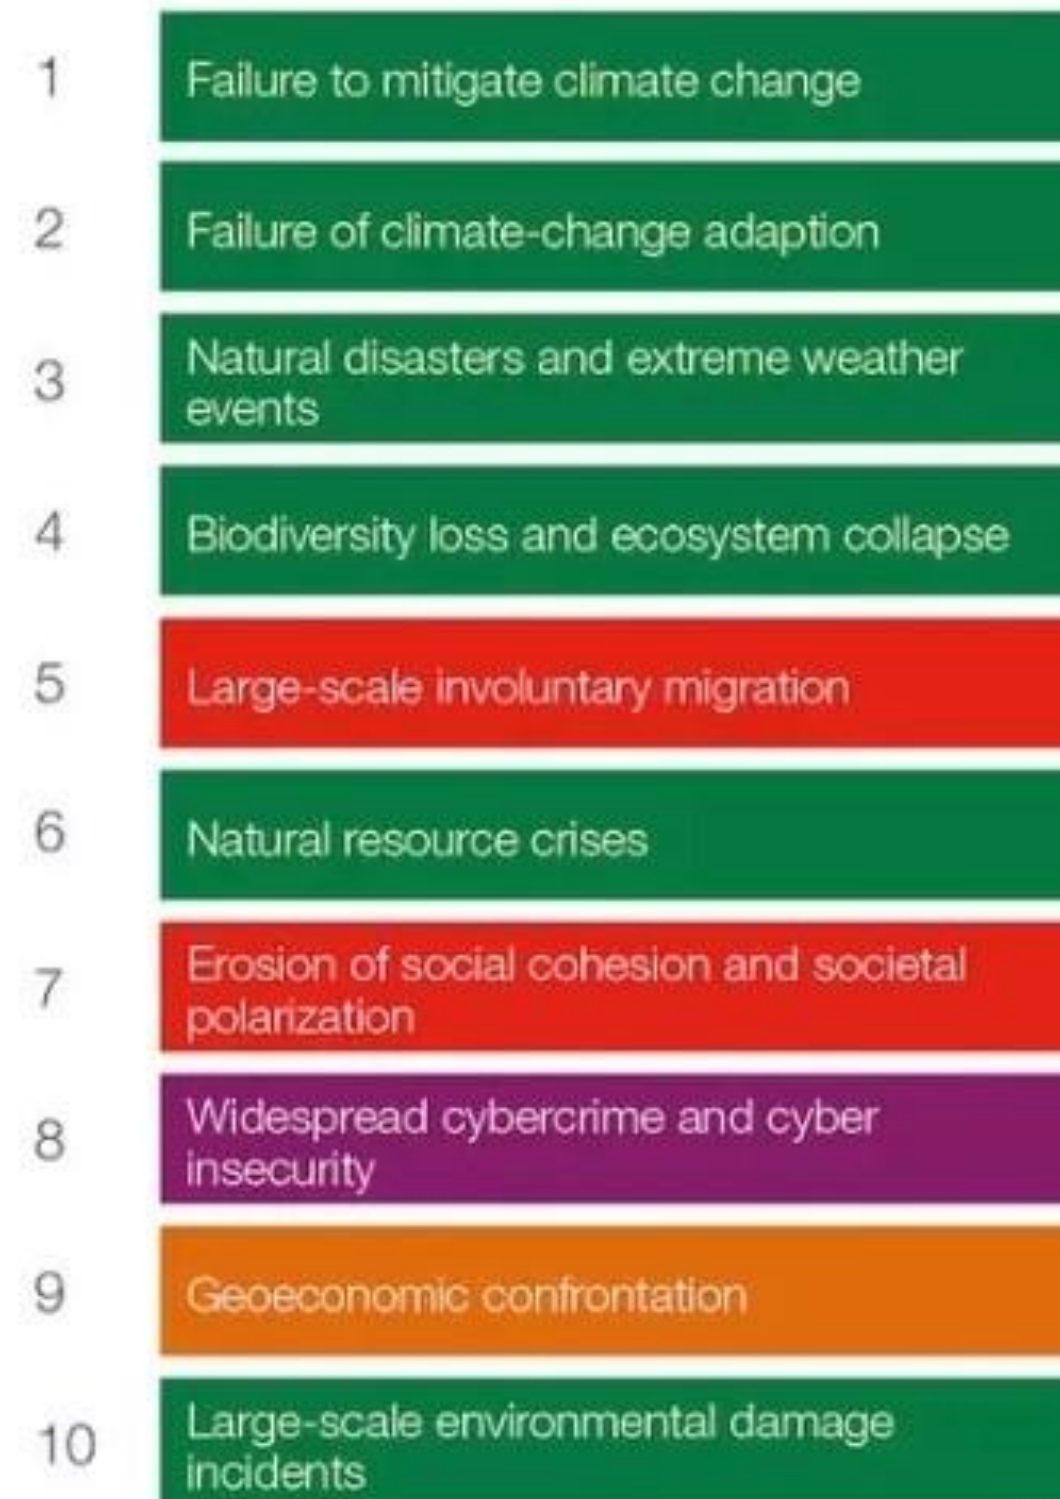 1 Failure to mitigate climate change
2 Failure of climate-change adaption
3 Natural disasters and extreme weather
events
4 Biodiversity loss and ecosystem collapse
5 Large-scale involuntary migration
6 Natural resource crises
7 Erosion of social cohesion and societal
polarization
8 Widespread cybercrime and cyber
insecurity
9 Geoeconomic confrontation
10 Large-scale environmental damage
incidents